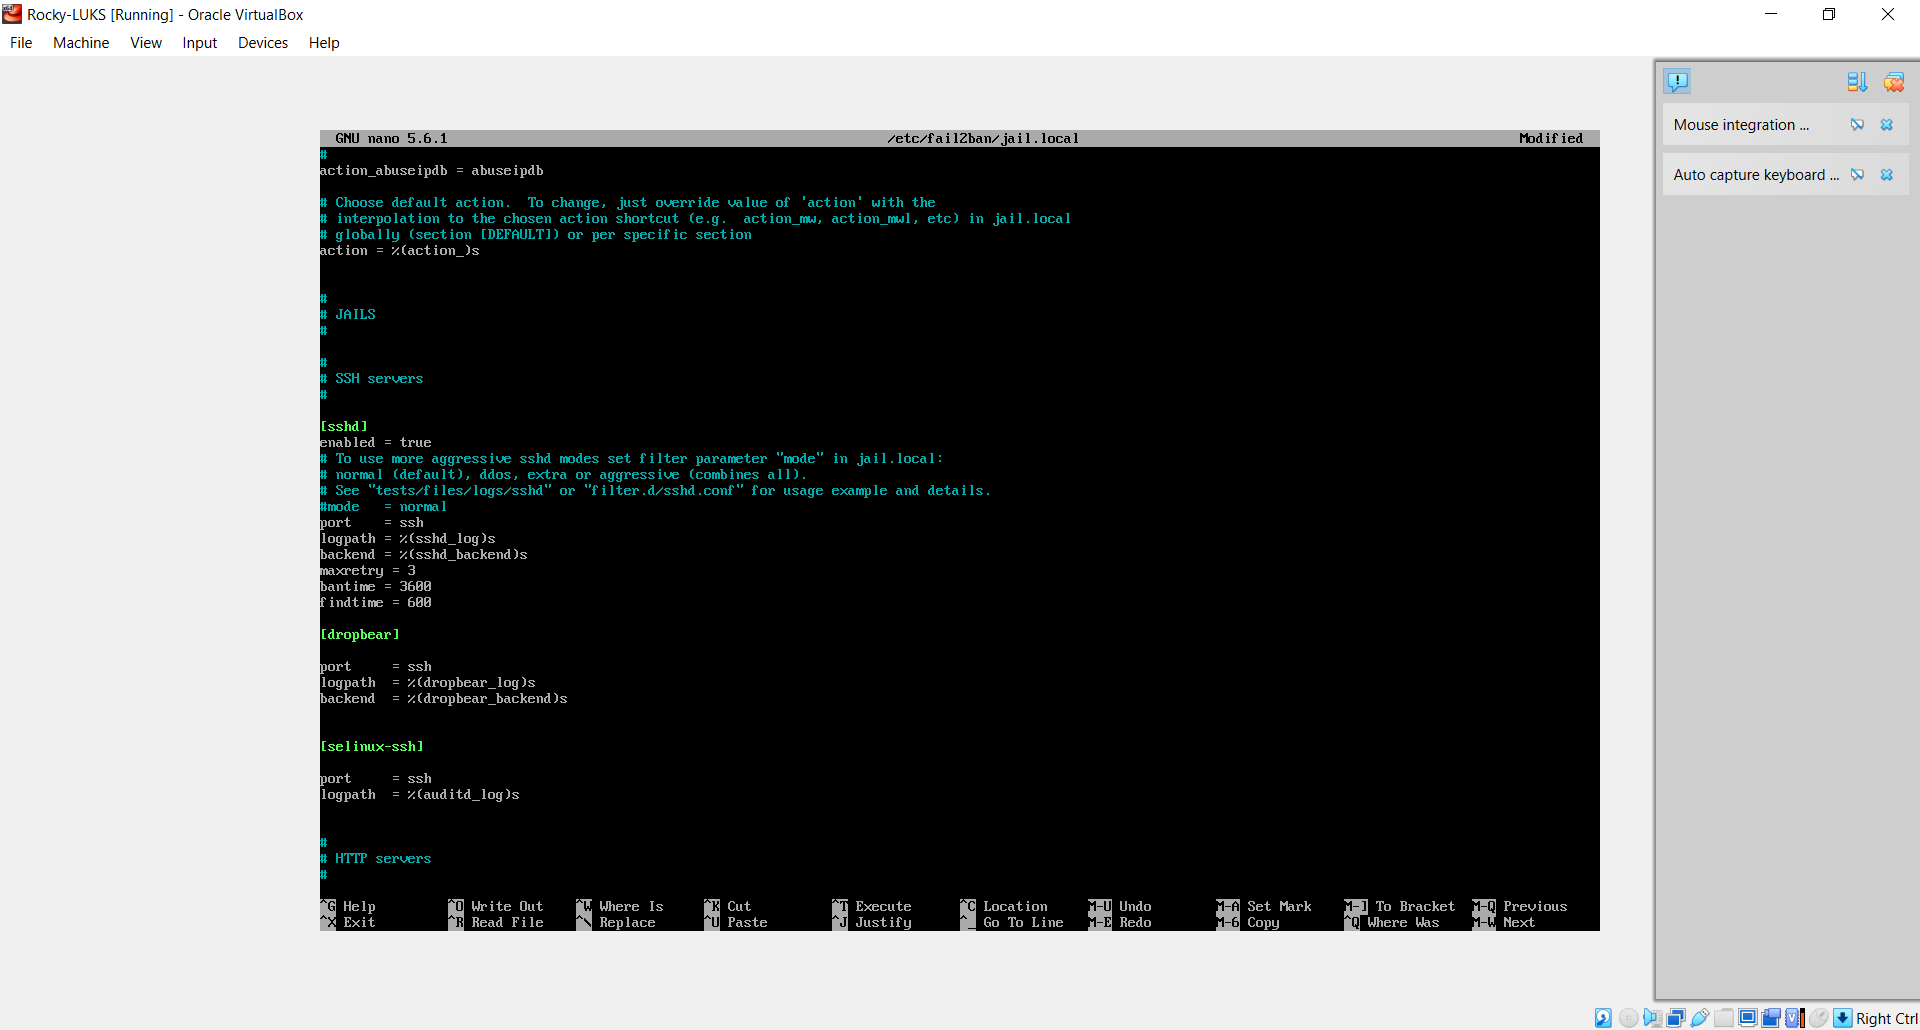 Rocky-LUKS [Running] - Oracle VirtualBox
File Machine View Input Devices Help
GNU nano 5.6.1 /etc/fail2ban/jail.local Modified
#
action_abuseipdb = abuseipdb
# Choose default action.  To change, just override value of 'action' with the
# interpolation to the chosen action shortcut (e.g.  action_mw, action_mwl, etc) in jail.local
# globally (section [DEFAULT]) or per specific section
action = %(action_)s
#
# JAILS
#
#
# SSH servers
#
[sshd]
enabled = true
# To use more aggressive sshd modes set filter parameter "mode" in jail.local:
# normal (default), ddos, extra or aggressive (combines all).
# See "tests/files/logs/sshd" or "filter.d/sshd.conf" for usage example and details.
#mode   = normal
port    = ssh
logpath = %(sshd_log)s
backend = %(sshd_backend)s
maxretry = 3
bantime = 3600
findtime = 600
[dropbear]
port     = ssh
logpath  = %(dropbear_log)s
backend  = %(dropbear_backend)s
[selinux-ssh]
port     = ssh
logpath  = %(auditd_log)s
#
# HTTP servers
#
^G Help ^O Write Out ^W Where Is ^K Cut ^T Execute ^C Location M-U Undo M-A Set Mark M-] To Bracket M-Q Previous
^X Exit ^R Read File ^\ Replace ^U Paste ^J Justify ^_ Go To Line M-E Redo M-6 Copy ^Q Where Was M-W Next
Mouse integration ...
Auto capture keyboard ...
Right Ctrl